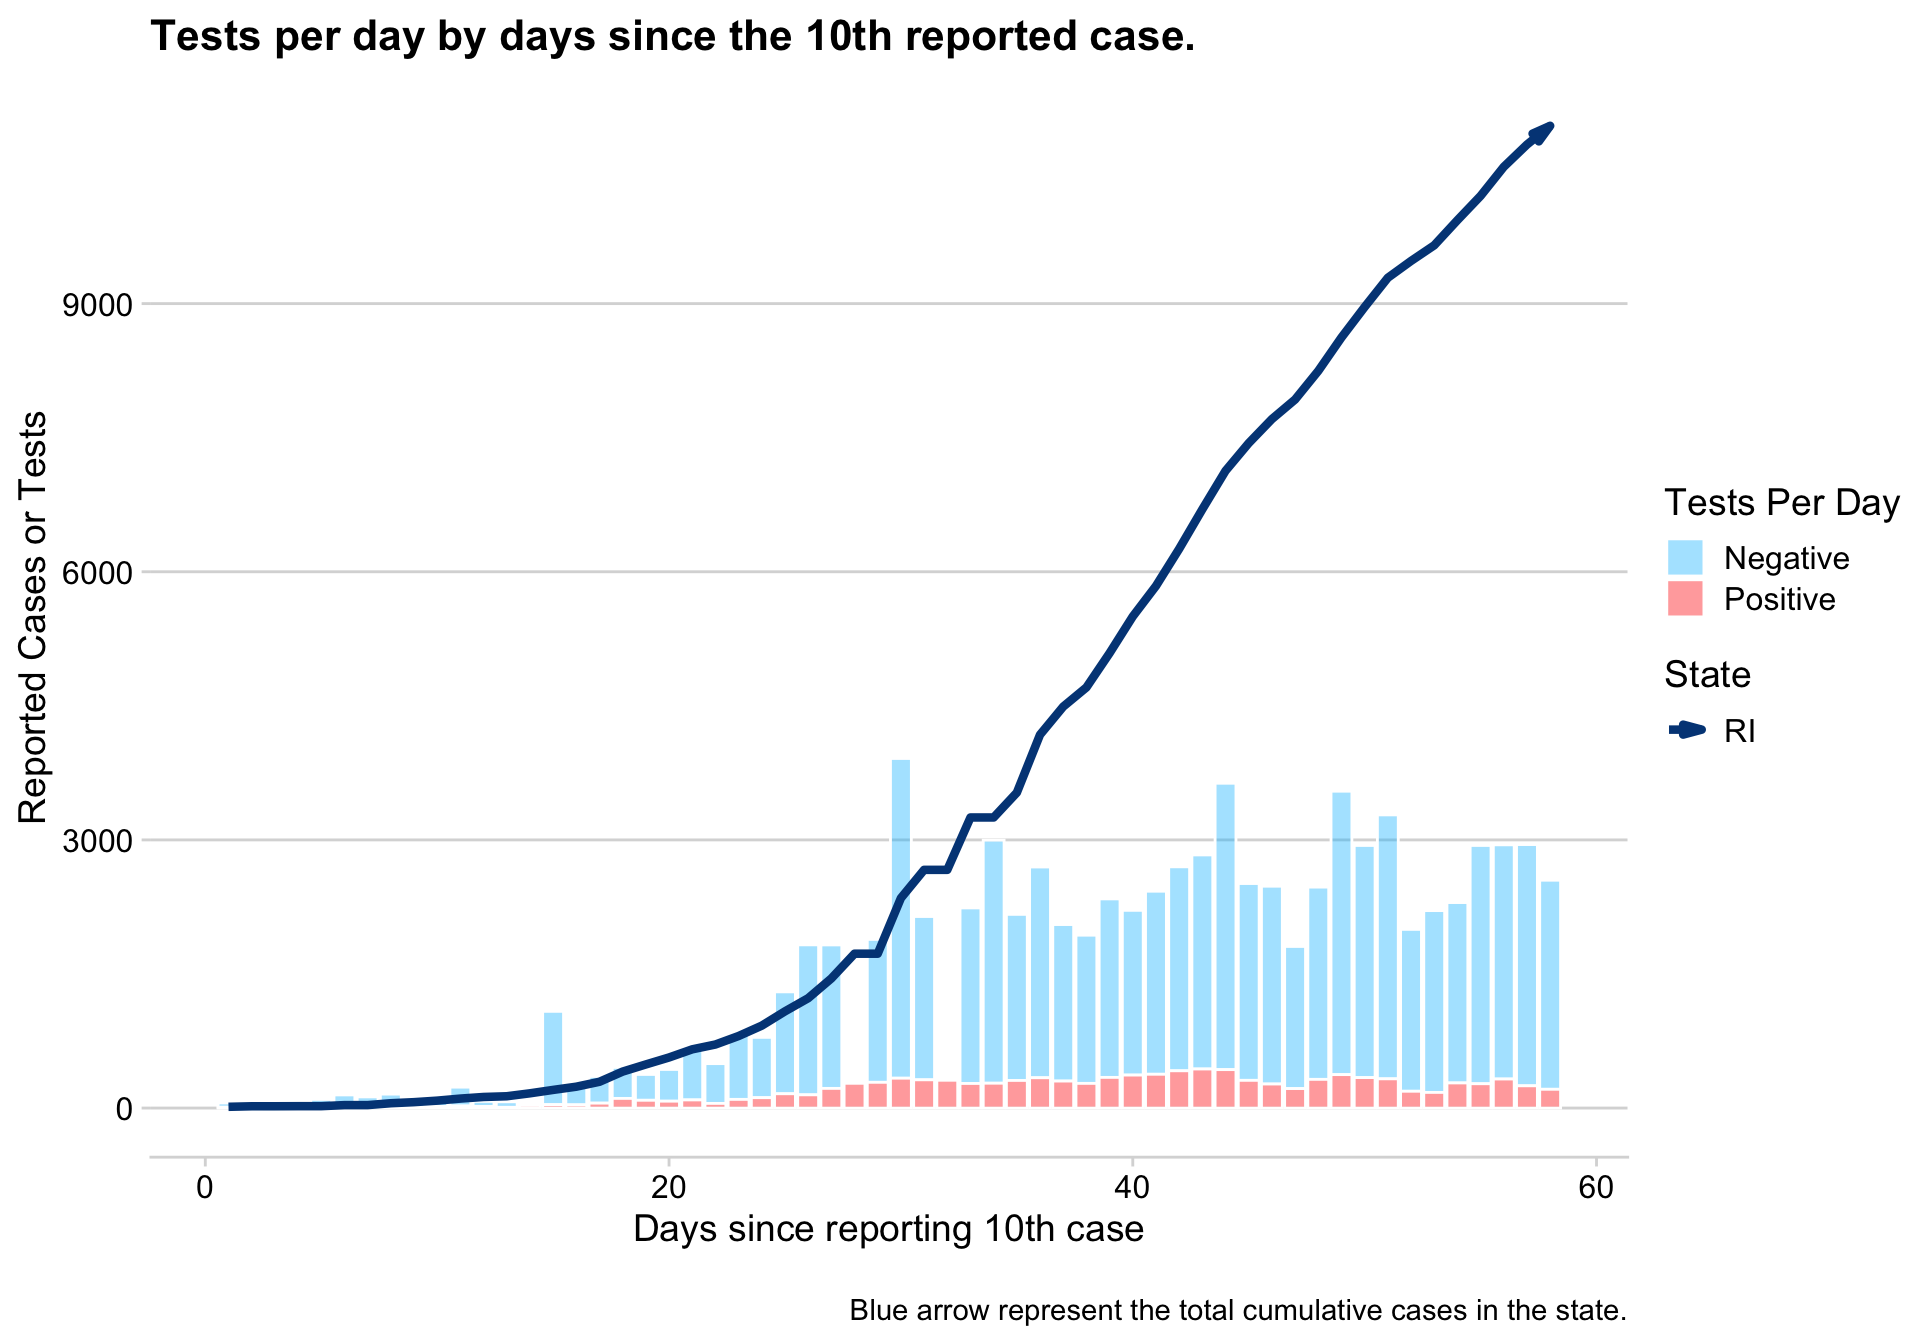 Tests per day by days since the 10th reported case.
Reported Cases or Tests
9000
6000
3000
0
0
20
40
60
Days since reporting 10th case
Tests Per Day
Negative
Positive
State
RI
Blue arrow represent the total cumulative cases in the state.